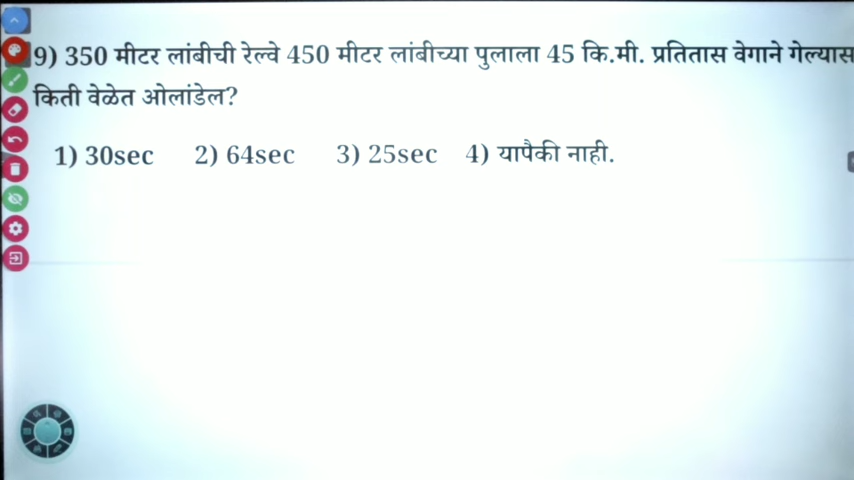 9) 350 मीटर लांबीची रेल्वे 450 मीटर लांबीच्या पुलाला 45 कि.मी. प्रतितास वेगाने गेल्यास
किती वेळेत ओलांडेल?
1) 30sec 2) 64sec 3) 25sec 4) यापैकी नाही.